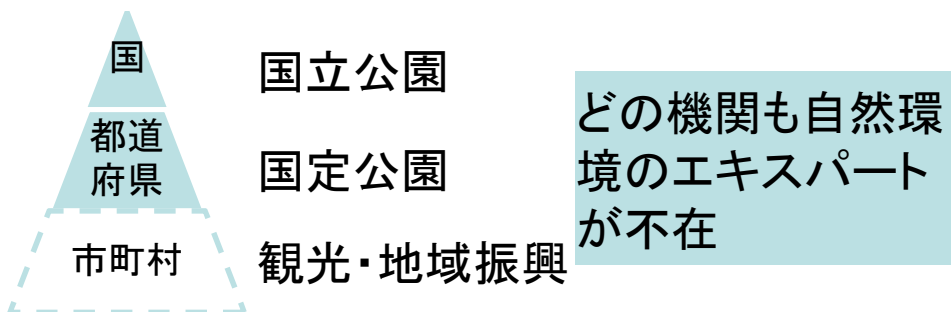 国
国立公園
都道
府県
国定公園
市町村
観光・地域振興
どの機関も自然環
境のエキスパート
が不在